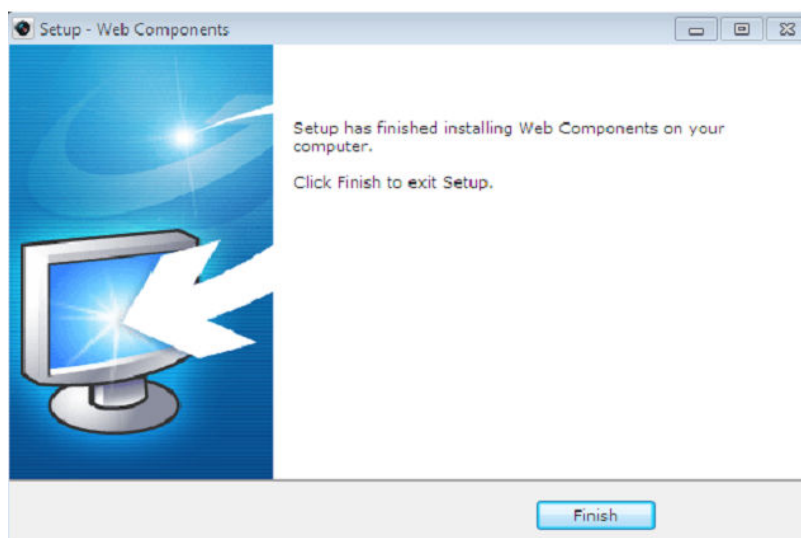 Setup - Web Components
Setup has finished installing Web Components on your
computer.
Click Finish to exit Setup.
Finish